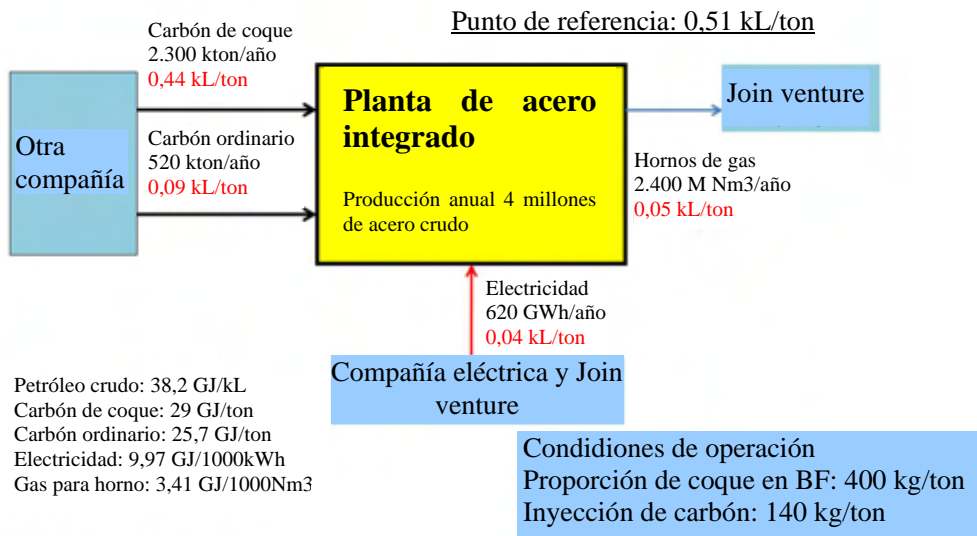 Punto de referencia: 0,51 kL/ton
Carbón de coque
2.300 kton/año
0,44 kL/ton
Otra
compañía
Carbón ordinario
520 kton/año
0,09 kL/ton
Planta de acero
integrado
Producción anual 4 millones
de acero crudo
Join venture
Hornos de gas
2.400 M Nm3/año
0,05 kL/ton
Electricidad
620 GWh/año
0,04 kL/ton
Compañía eléctrica y Join
venture
Petróleo crudo: 38,2 GJ/kL
Carbón de coque: 29 GJ/ton
Carbón ordinario: 25,7 GJ/ton
Electricidad: 9,97 GJ/1000kWh
Gas para horno: 3,41 GJ/1000Nm3
Condidiones de operación
Proporción de coque en BF: 400 kg/ton
Inyección de carbón: 140 kg/ton